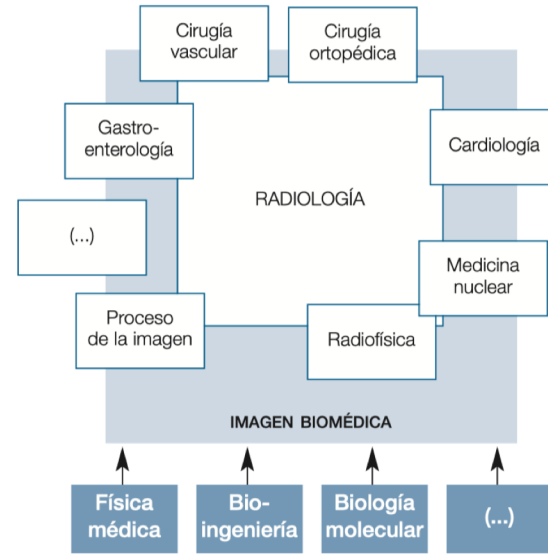 Cirugía
vascular
Cirugía
ortopédica
Gastro-
enterología
Cardiología
RADIOLOGÍA
(...)
Medicina
nuclear
Proceso
de la imagen
Radiofísica
IMAGEN BIOMÉDICA
Física
médica
Bio-
ingeniería
Biología
molecular
(...)